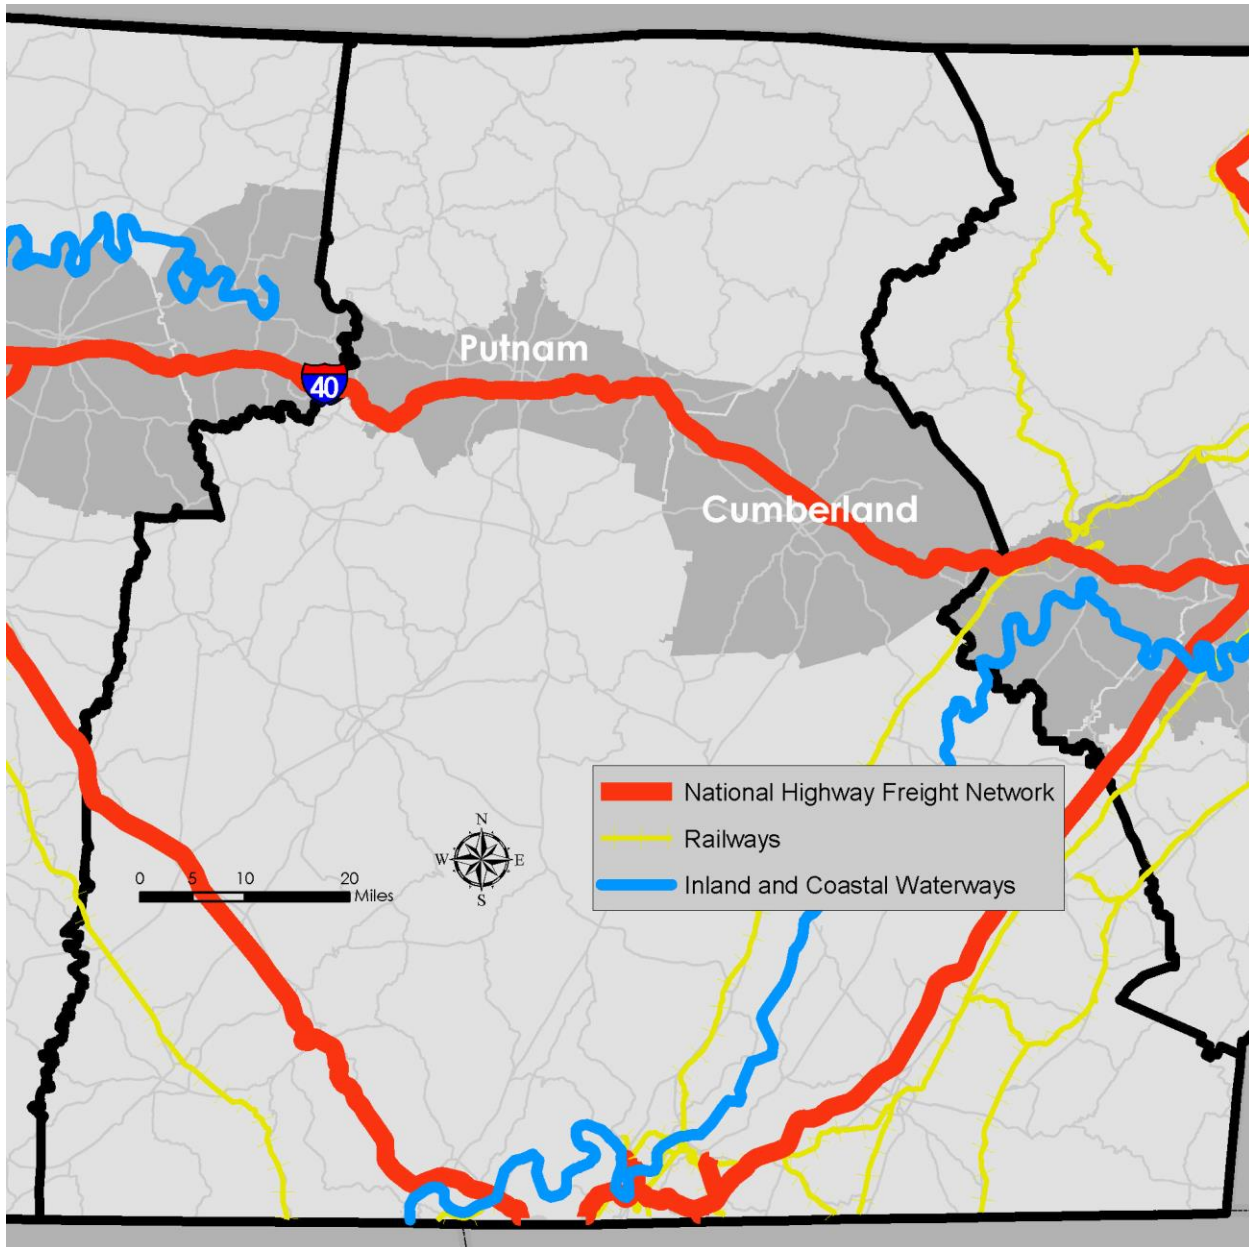 Putnam
40
Cumberland
National Highway Freight Network
Railways
Inland and Coastal Waterways
N
W E
S
0 5 10 20
Miles